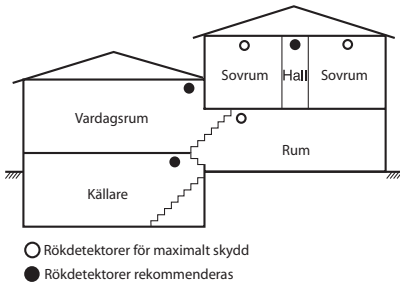 Sovrum Hall Sovrum
Vardagsrum
Rum
Källare
Rökdetektorer för maximalt skydd
Rökdetektorer rekommenderas